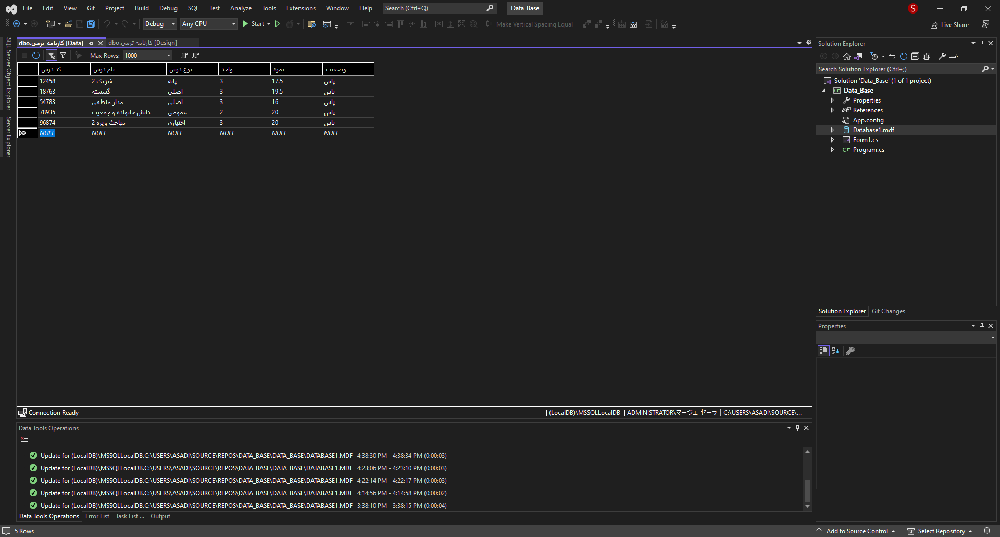 File Edit View Git Project Build Debug SQL Test Analyze Tools Extensions Window Help Search (Ctrl+Q) Data_Base S
Debug Any CPU Start Make Vertical Spacing Equal Live Share
SQL Server Object Explorer
Server Explorer
dbo.کارنامه_ترمی [Data] dbo.کارنامه ترمی [Design]
Max Rows: 1000
کد درس نام درس نوع درس واحد نمره وضعیت
12458 فیزیک 2 پایه 3 17.5 پاس
18763 گسسته اصلی 3 19.5 پاس
54783 مدار منطقی اصلی 3 16 پاس
78935 دانش خانواده و جمعیت عمومی 2 20 پاس
96874 مباحث ویژه 2 اختیاری 3 20 پاس
NULL NULL NULL NULL NULL NULL
Connection Ready (LocalDB)\MSSQLLocalDB ADMINISTRATOR\マージエ-セーラ C:\USERS\ASADI\SOURCE\...
Data Tools Operations
Update for (LocalDB)\MSSQLLocalDB.C:\USERS\ASADI\SOURCE\REPOS\DATA_BASE\DATA_BASE\DATABASE1.MDF 4:38:30 PM - 4:38:34 PM (0:00:03)
Update for (LocalDB)\MSSQLLocalDB.C:\USERS\ASADI\SOURCE\REPOS\DATA_BASE\DATA_BASE\DATABASE1.MDF 4:23:06 PM - 4:23:10 PM (0:00:03)
Update for (LocalDB)\MSSQLLocalDB.C:\USERS\ASADI\SOURCE\REPOS\DATA_BASE\DATA_BASE\DATABASE1.MDF 4:22:14 PM - 4:22:17 PM (0:00:03)
Update for (LocalDB)\MSSQLLocalDB.C:\USERS\ASADI\SOURCE\REPOS\DATA_BASE\DATA_BASE\DATABASE1.MDF 4:14:56 PM - 4:14:58 PM (0:00:02)
Update for (LocalDB)\MSSQLLocalDB.C:\USERS\ASADI\SOURCE\REPOS\DATA_BASE\DATA_BASE\DATABASE1.MDF 3:38:10 PM - 3:38:15 PM (0:00:04)
Data Tools Operations Error List Task List ... Output
Solution Explorer
Search Solution Explorer (Ctrl+;)
Solution 'Data_Base' (1 of 1 project)
C# Data_Base
Properties
References
App.config
Database1.mdf
Form1.cs
C# Program.cs
Solution Explorer Git Changes
Properties
5 Rows Add to Source Control Select Repository